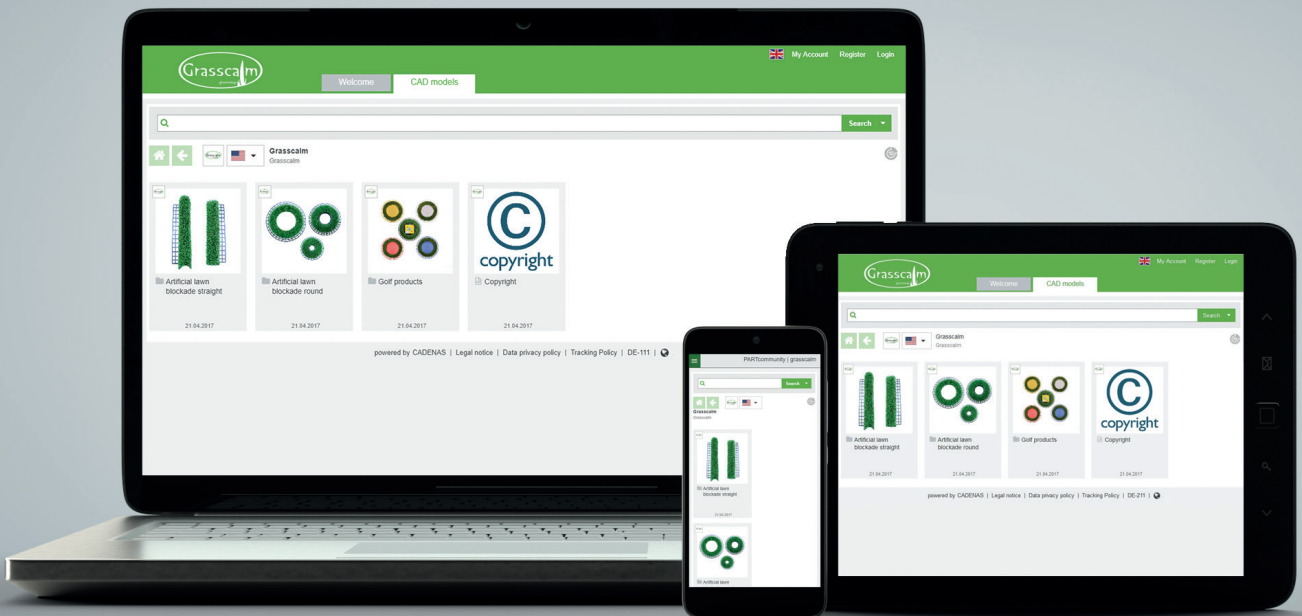 Grasscalm
My Account Register Login
Welcome CAD models
Search
Grasscalm
Grasscalm
Artificial lawn
blockade straight
21.04.2017
Artificial lawn
blockade round
21.04.2017
Golf products
21.04.2017
C
copyright
Copyright
21.04.2017
powered by CADENAS | Legal notice | Data privacy policy | Tracking Policy | DE-111 |
PARTcommunity | grasscalm
Search
Grasscalm
Grasscalm
Artificial lawn
blockade straight
21.04.2017
Artificial lawn
Grasscalm
My Account Register Login
Welcome CAD models
Search
Grasscalm
Grasscalm
Artificial lawn
blockade straight
21.04.2017
Artificial lawn
blockade round
21.04.2017
Golf products
21.04.2017
C
copyright
Copyright
21.04.2017
powered by CADENAS | Legal notice | Data privacy policy | Tracking Policy | DE-211 |